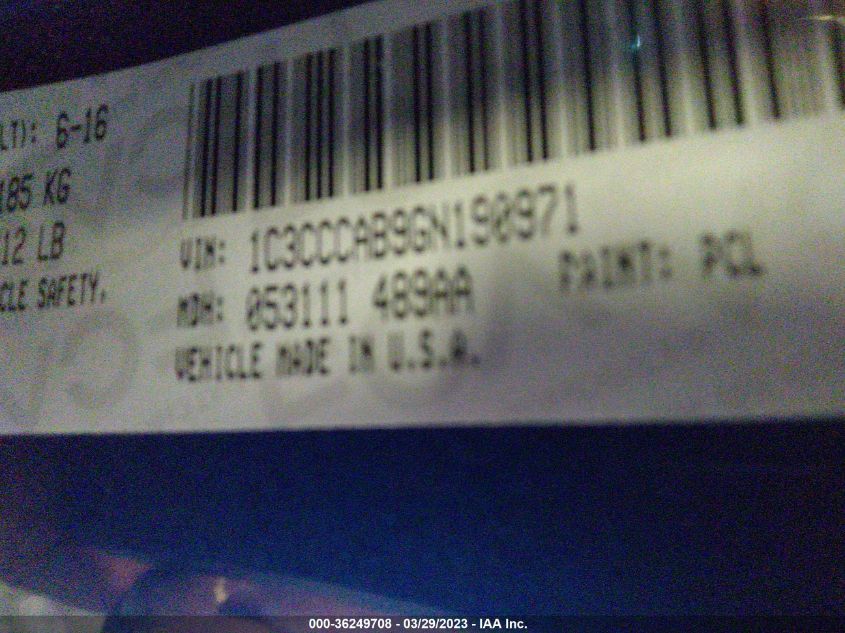 LT): 6-16
185 KG
12 LB
CLE SAFETY,
VIN: 1C3CCCAB9GN190971
MDH: 053111 489AA
PAINT: PCL
VEHICLE MADE IN U.S.A.
000-36249708 - 03/29/2023 - IAA Inc.